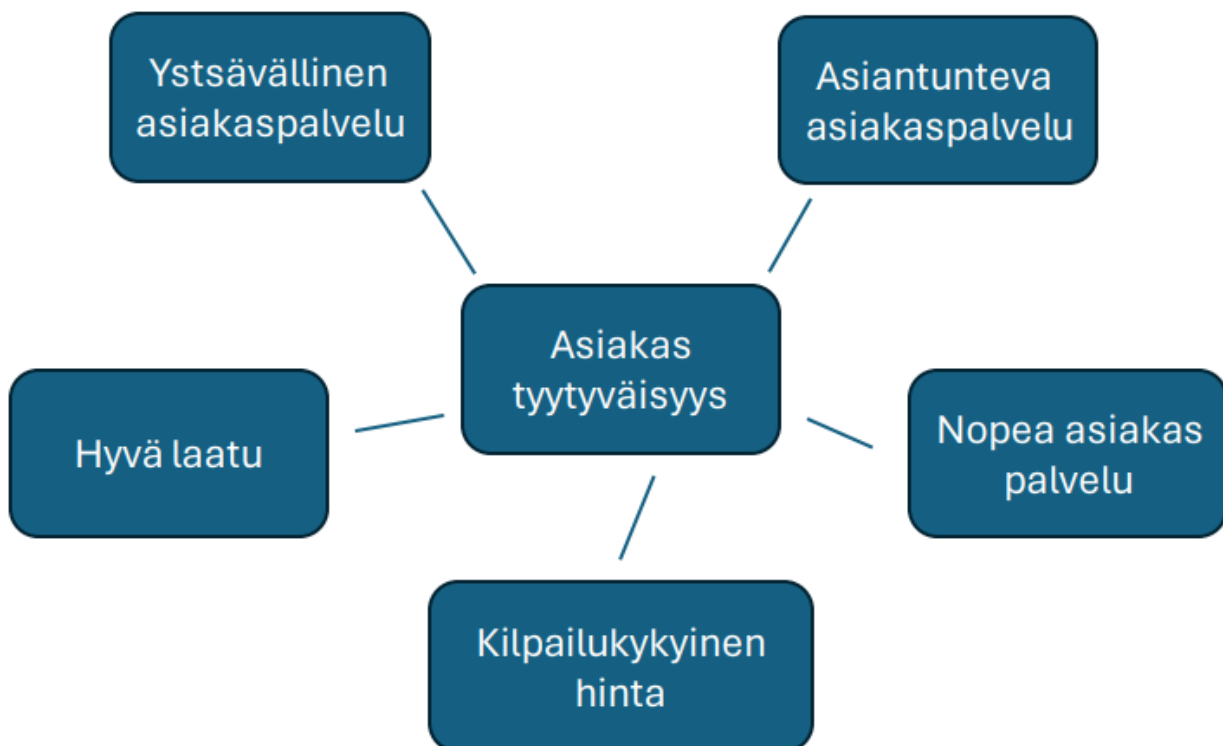 Ystsävällinen
asiakaspalvelu
Asiantunteva
asiakaspalvelu
Asiakas
tyytyväisyys
Hyvä laatu
Nopea asiakas
palvelu
Kilpailukykyinen
hinta